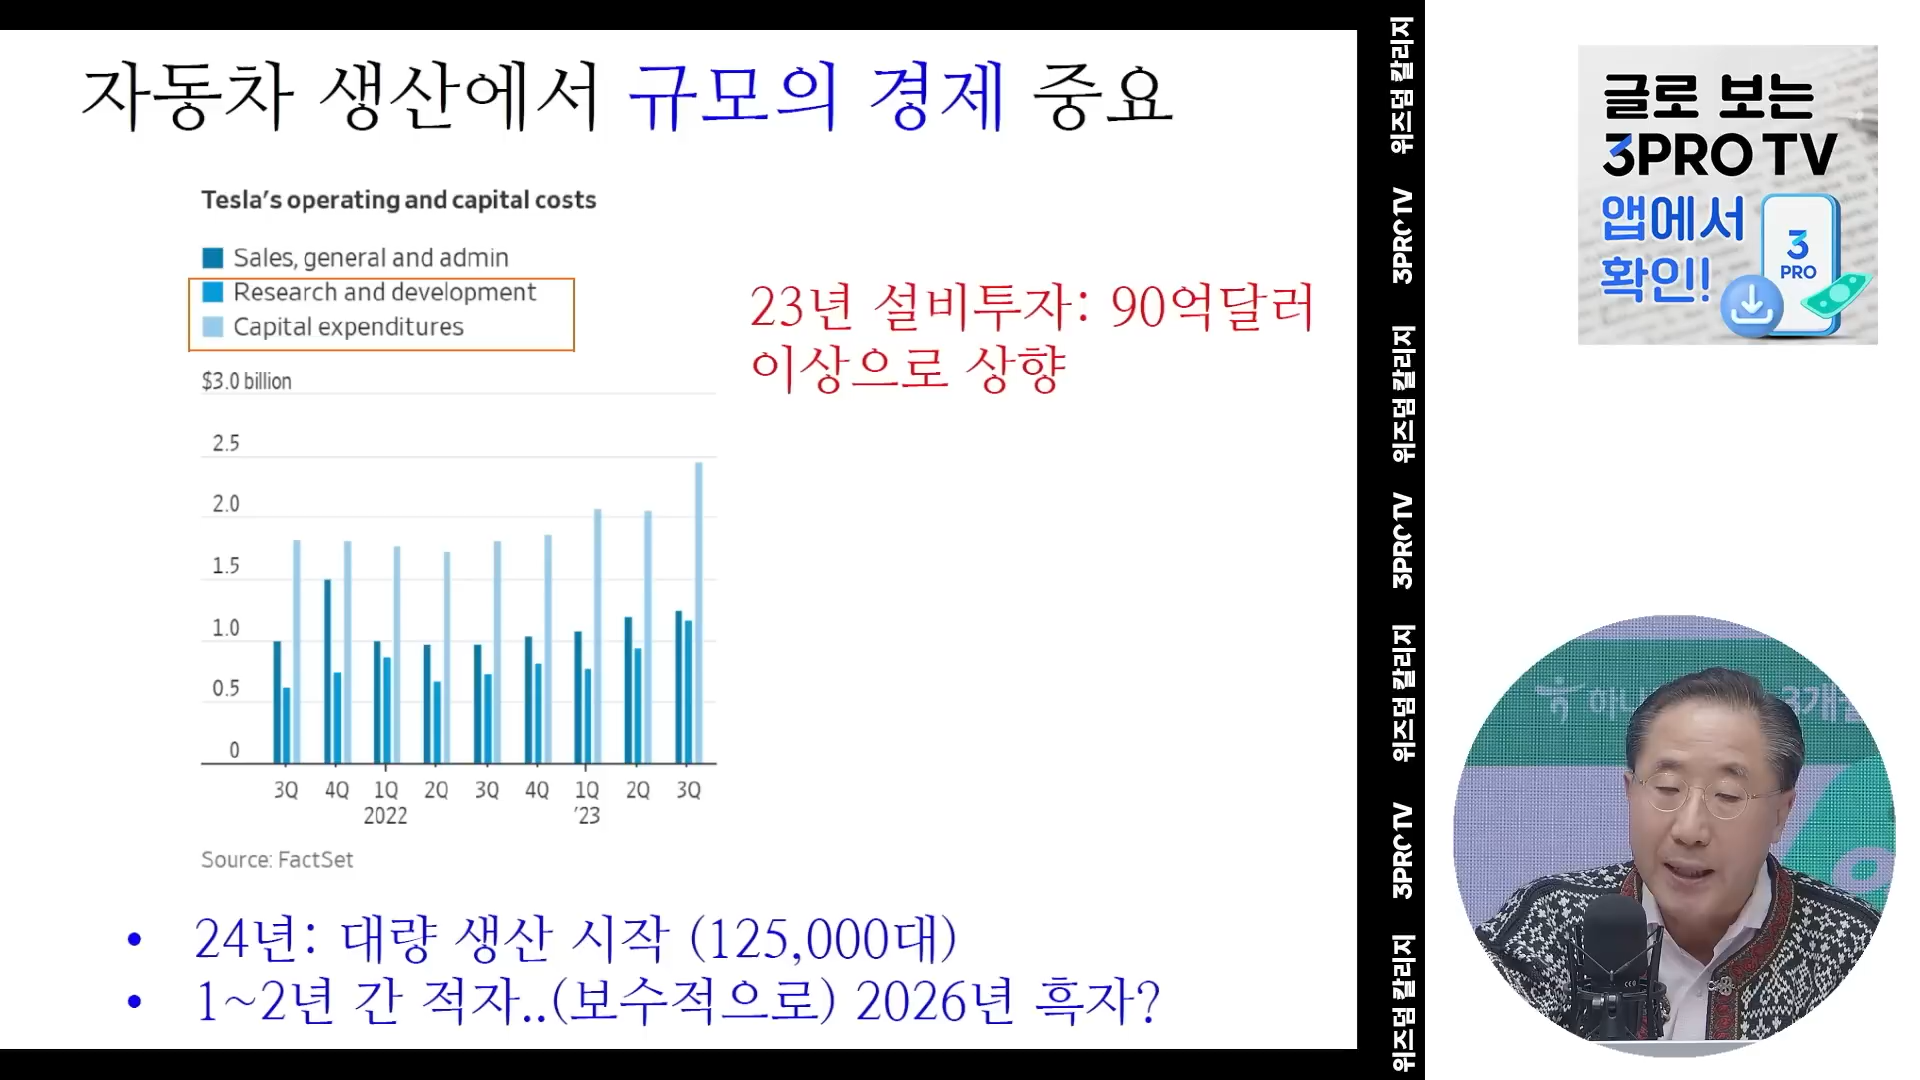 자동차 생산에서 규모의 경제 중요
Tesla's operating and capital costs
Sales, general and admin
Research and development
Capital expenditures
$3.0 billion
2.5
2.0
1.5
1.0
0.5
0
3Q 4Q 1Q 2Q 3Q 4Q 1Q 2Q 3Q
2022 '23
Source: FactSet
23년 설비투자: 90억달러
이상으로 상향
• 24년: 대량 생산 시작 (125,000대)
• 1~2년 간 적자..(보수적으로) 2026년 흑자?
위즈덤 칼리지
3PRO TV
위즈덤 칼리지
3PRO TV
위즈덤 칼리지
3PRO TV
위즈덤 칼리지
글로 보는
3PRO TV
앱에서
확인!
3
PRO